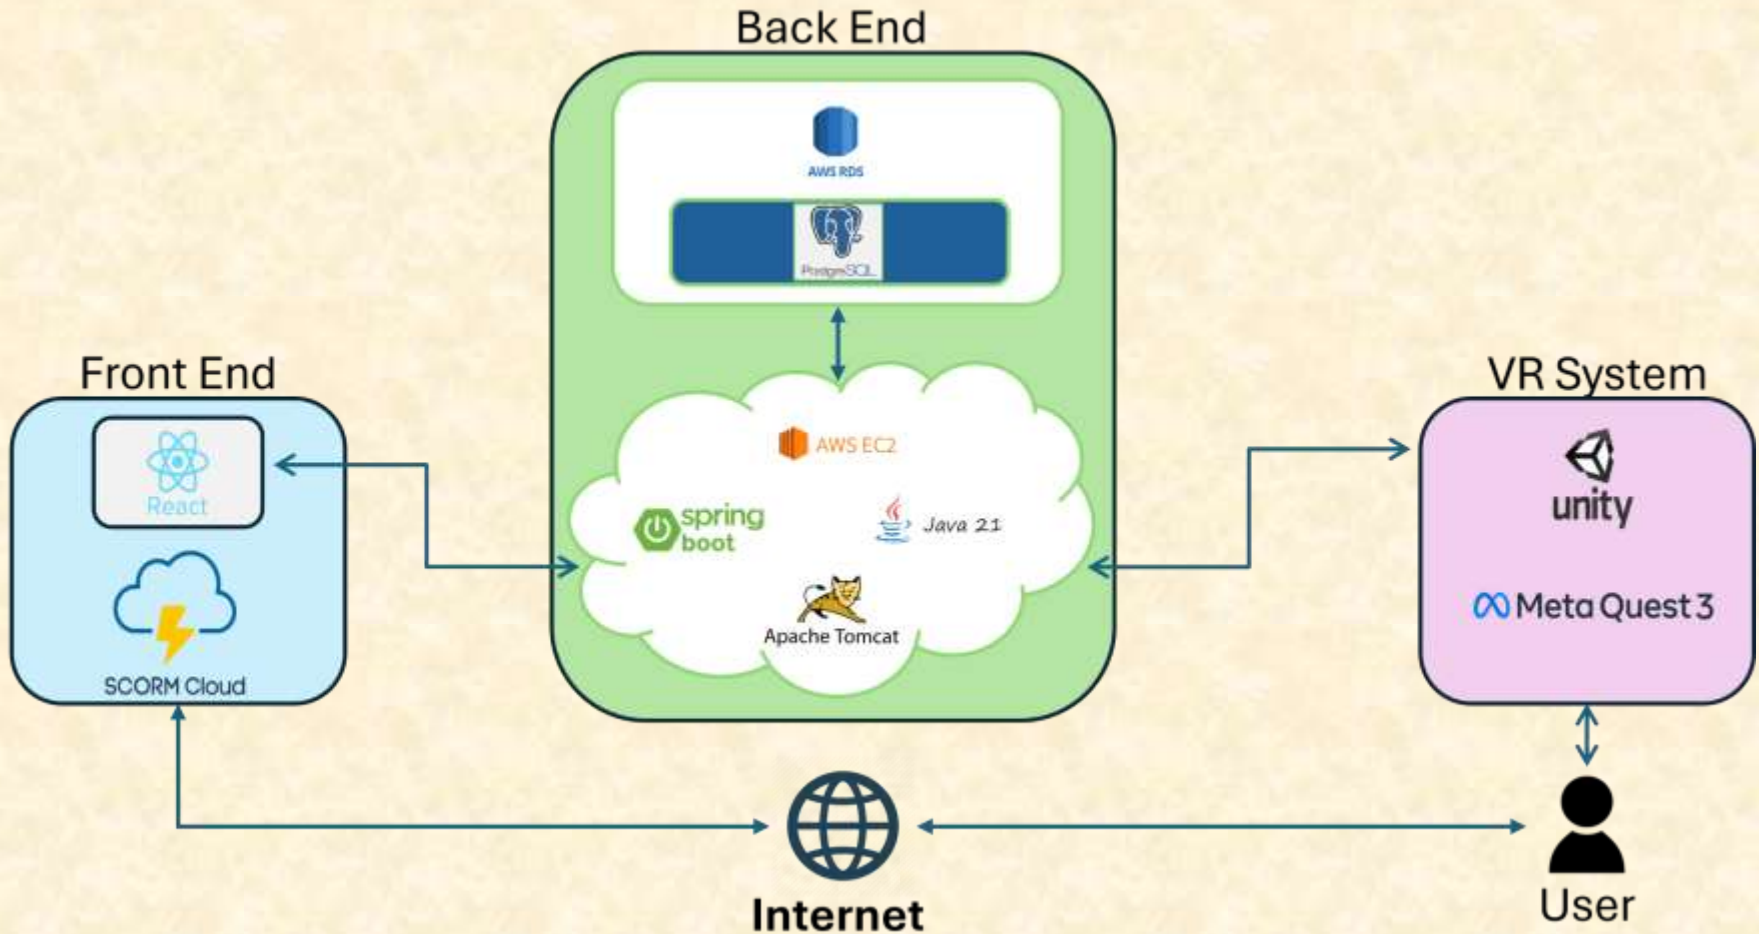 Back End
AWS RDS
PostgreSQL
Front End
React
SCORM Cloud
AWS EC2
spring
boot
Java 21
Apache Tomcat
VR System
unity
Meta Quest 3
Internet
User